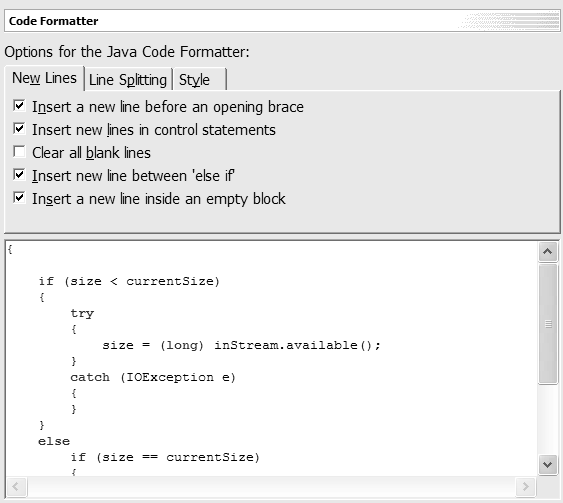 Code Formatter
Options for the Java Code Formatter:
New Lines Line Splitting Style
Insert a new line before an opening brace
Insert new lines in control statements
Clear all blank lines
Insert new line between 'else if'
Insert a new line inside an empty block
{
if (size < currentSize)
{
try
{
size = (long) inStream.available();
}
catch (IOException e)
{
}
}
else
if (size == currentSize)
{